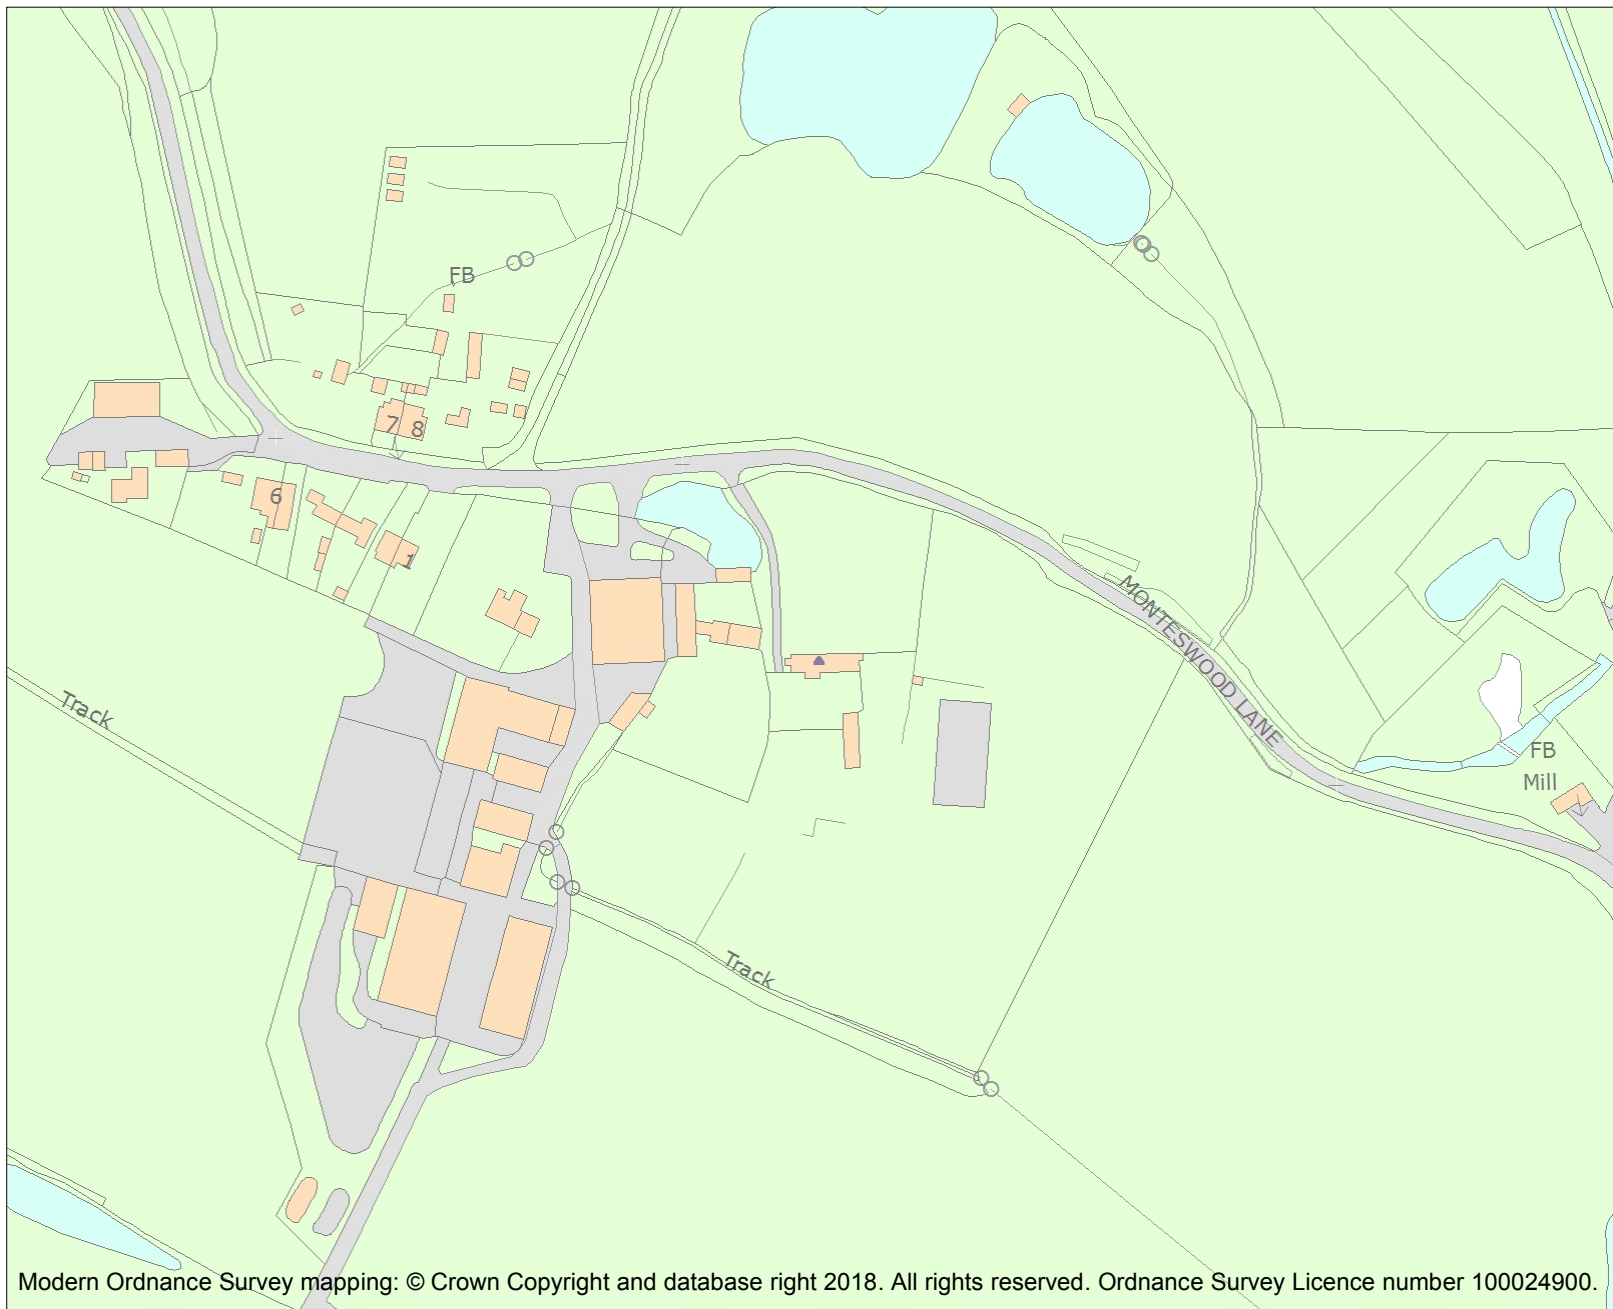 FB
7 8
6
1
MONTESWOOD LANE
Track
FB
Mill
Track
Modern Ordnance Survey mapping: © Crown Copyright and database right 2018. All rights reserved. Ordnance Survey Licence number 100024900.